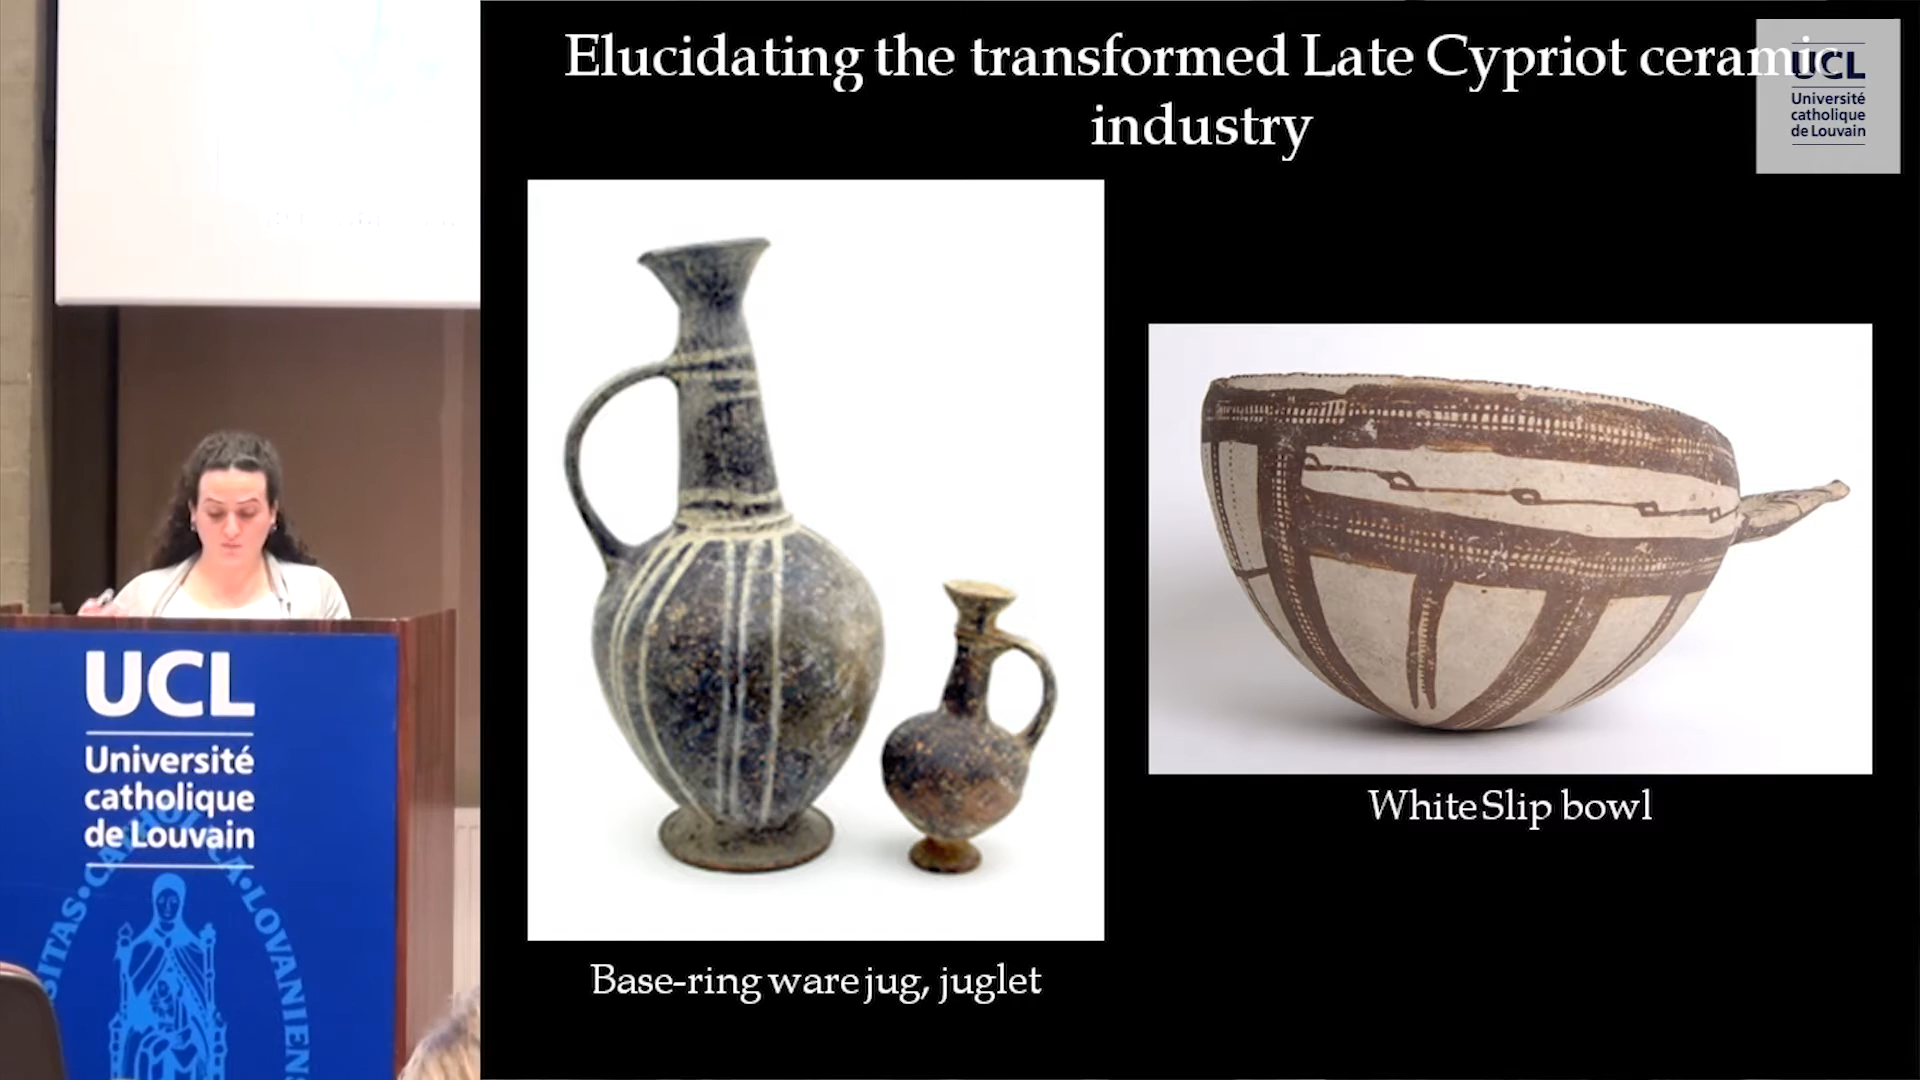 Elucidating the transformed Late Cypriot ceramic
industry
UCL
Université
catholique
de Louvain
Base-ring ware jug, juglet
White Slip bowl
UCL
Université
catholique
de Louvain